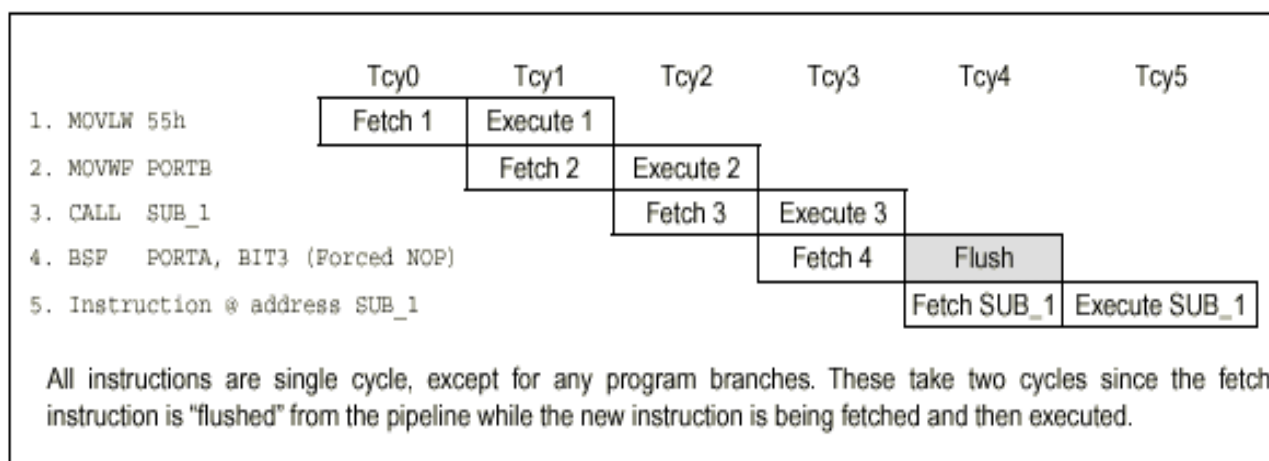 Tcy0 Tcy1 Tcy2 Tcy3 Tcy4 Tcy5
1. MOVLW 55h Fetch 1 Execute 1
2. MOVWF PORTB Fetch 2 Execute 2
3. CALL SUB_1 Fetch 3 Execute 3
4. BSF PORTA, BIT3 (Forced NOP) Fetch 4 Flush
5. Instruction @ address SUB_1 Fetch SUB_1 Execute SUB_1
All instructions are single cycle, except for any program branches. These take two cycles since the fetch
instruction is “flushed” from the pipeline while the new instruction is being fetched and then executed.